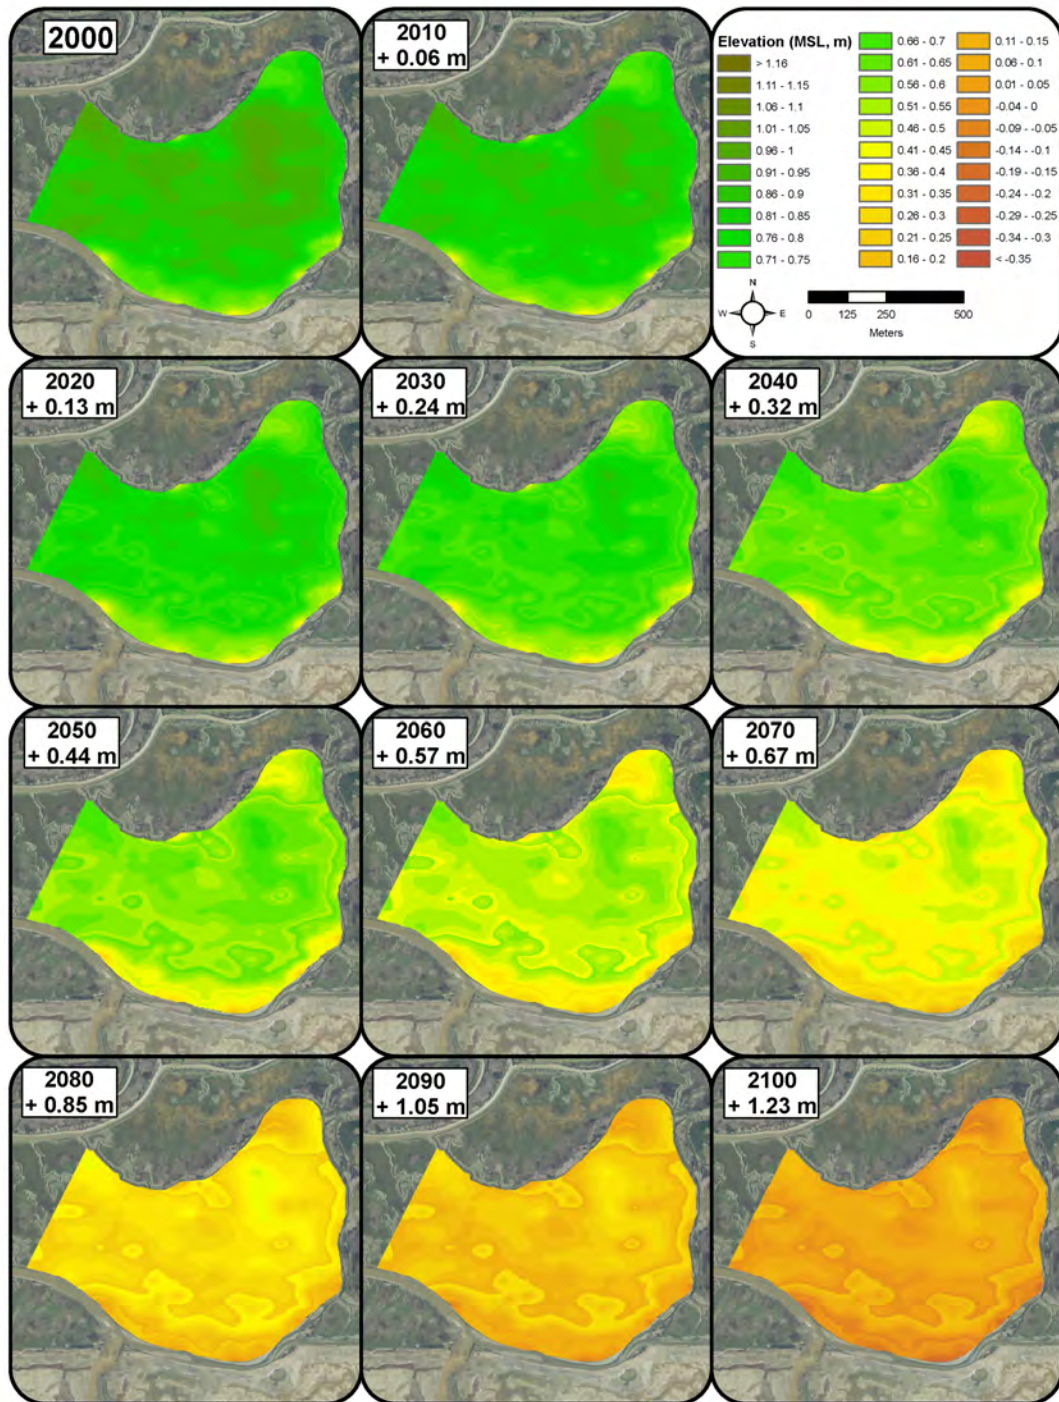 2000
2010
+ 0.06 m
Elevation (MSL, m)
> 1.16
1.11 - 1.15
1.06 - 1.1
1.01 - 1.05
0.96 - 1
0.91 - 0.95
0.86 - 0.9
0.81 - 0.85
0.76 - 0.8
0.71 - 0.75
0.66 - 0.7
0.61 - 0.65
0.56 - 0.6
0.51 - 0.55
0.46 - 0.5
0.41 - 0.45
0.36 - 0.4
0.31 - 0.35
0.26 - 0.3
0.21 - 0.25
0.16 - 0.2
0.11 - 0.15
0.06 - 0.1
0.01 - 0.05
-0.04 - 0
-0.09 - -0.05
-0.14 - -0.1
-0.19 - -0.15
-0.24 - -0.2
-0.29 - -0.25
-0.34 - -0.3
< -0.35
N
W E
S
0 125 250 500
Meters
2020
+ 0.13 m
2030
+ 0.24 m
2040
+ 0.32 m
2050
+ 0.44 m
2060
+ 0.57 m
2070
+ 0.67 m
2080
+ 0.85 m
2090
+ 1.05 m
2100
+ 1.23 m